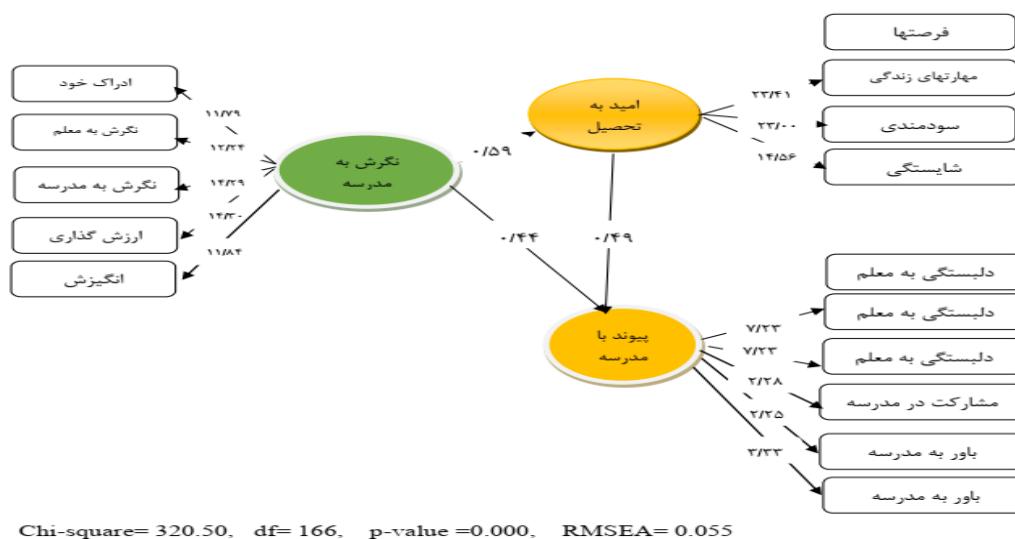 فرصتها
مهارتهای زندگی
سودمندی
شایستگی
۲۳/۴۱
۲۳/۰۰
۱۴/۵۶
امید به
تحصیل
۰/۵۹
نگرش به
مدرسه
ادراک خود
نگرش به معلم
نگرش به مدرسه
ارزش گذاری
انگیزش
۱۱/۷۹
۱۲/۲۴
۱۴/۲۹
۱۴/۳۰
۱۱/۸۴
۰/۴۴
۰/۴۹
پیوند با
مدرسه
۷/۲۳
۷/۲۳
۲/۲۸
۲/۲۵
۳/۳۳
دلبستگی به معلم
دلبستگی به معلم
دلبستگی به معلم
مشارکت در مدرسه
باور به مدرسه
باور به مدرسه
Chi-square= 320.50, df= 166, p-value =0.000, RMSEA= 0.055